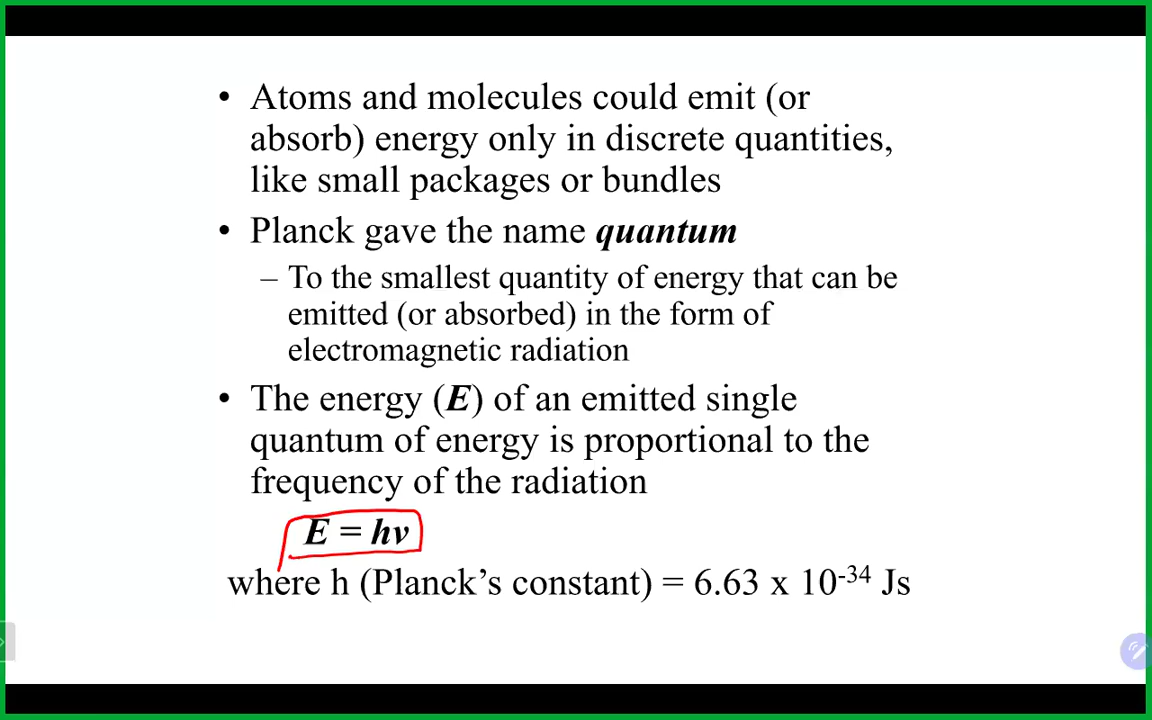 • Atoms and molecules could emit (or
absorb) energy only in discrete quantities,
like small packages or bundles
• Planck gave the name quantum
– To the smallest quantity of energy that can be
emitted (or absorbed) in the form of
electromagnetic radiation
• The energy (E) of an emitted single
quantum of energy is proportional to the
frequency of the radiation
E = hν
where h (Planck’s constant) = 6.63 x 10⁻³⁴ Js